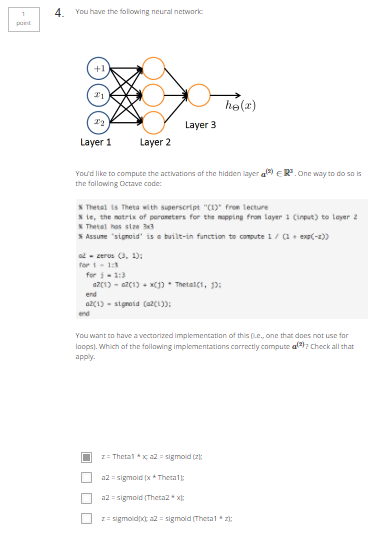 1
point
4. You have the following neural network:
+1
x1
x2
hΘ(x)
Layer 3
Layer 1 Layer 2
You'd like to compute the activations of the hidden layer a(2) ∈ R3. One way to do so is
the following Octave code:
% Theta1 is Theta with superscript "(1)" from lecture
% ie, the matrix of parameters for the mapping from layer 1 (input) to layer 2
% Theta1 has size 3x3
% Assume 'sigmoid' is a built-in function to compute 1 / (1 + exp(-z))
a2 = zeros (3, 1);
for i = 1:3
for j = 1:3
a2(i) = a2(i) + x(j) * Theta1(i, j);
end
a2(i) = sigmoid (a2(i));
end
You want to have a vectorized implementation of this (i.e., one that does not use for
loops). Which of the following implementations correctly compute a(2)? Check all that
apply.
z = Theta1 * x; a2 = sigmoid (z);
a2 = sigmoid (x * Theta1);
a2 = sigmoid (Theta2 * x);
z = sigmoid(x); a2 = sigmoid (Theta1 * z);